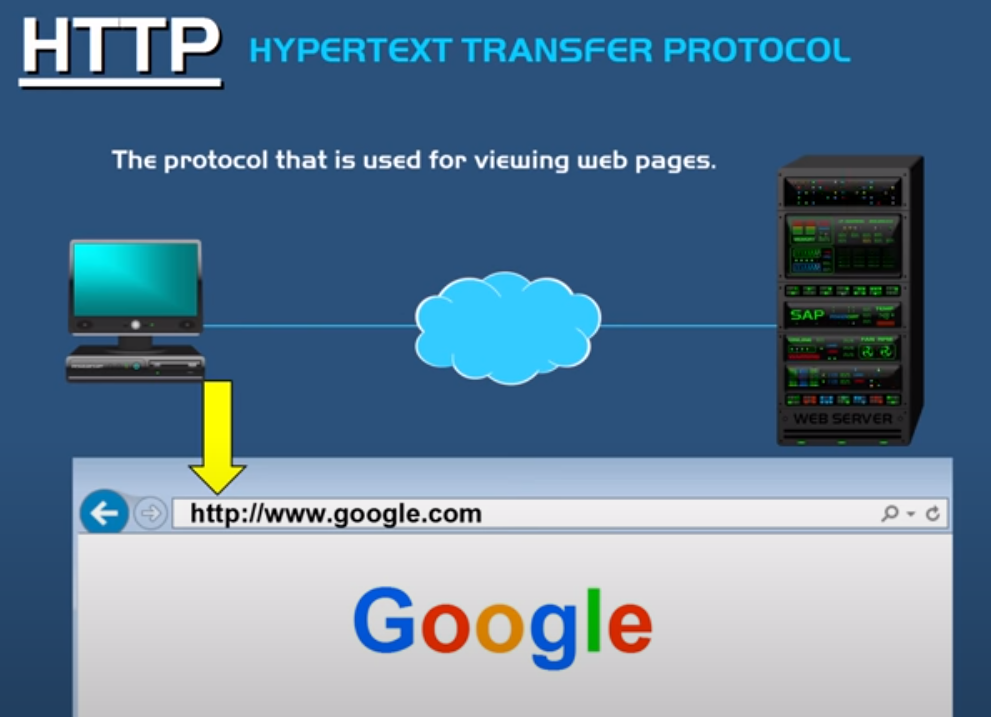 HTTP HYPERTEXT TRANSFER PROTOCOL
The protocol that is used for viewing web pages.
SAP
WEB SERVER
http://www.google.com
Google